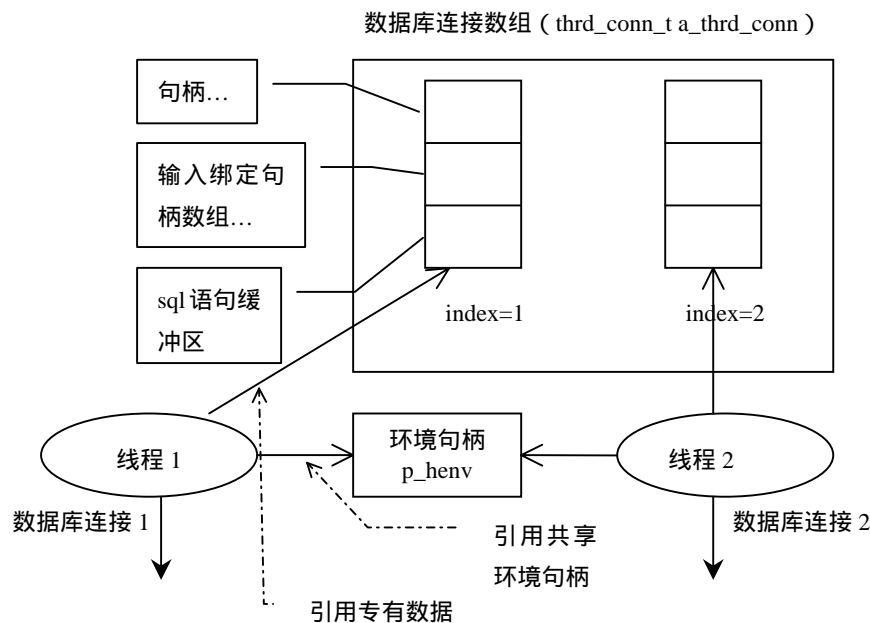 数据库连接数组（thrd_conn_t a_thrd_conn）
句柄…
输入绑定句
柄数组…
sql 语句缓
冲区
index=1
index=2
线程 1
环境句柄
p_henv
线程 2
数据库连接 1
数据库连接 2
引用共享
环境句柄
引用专有数据